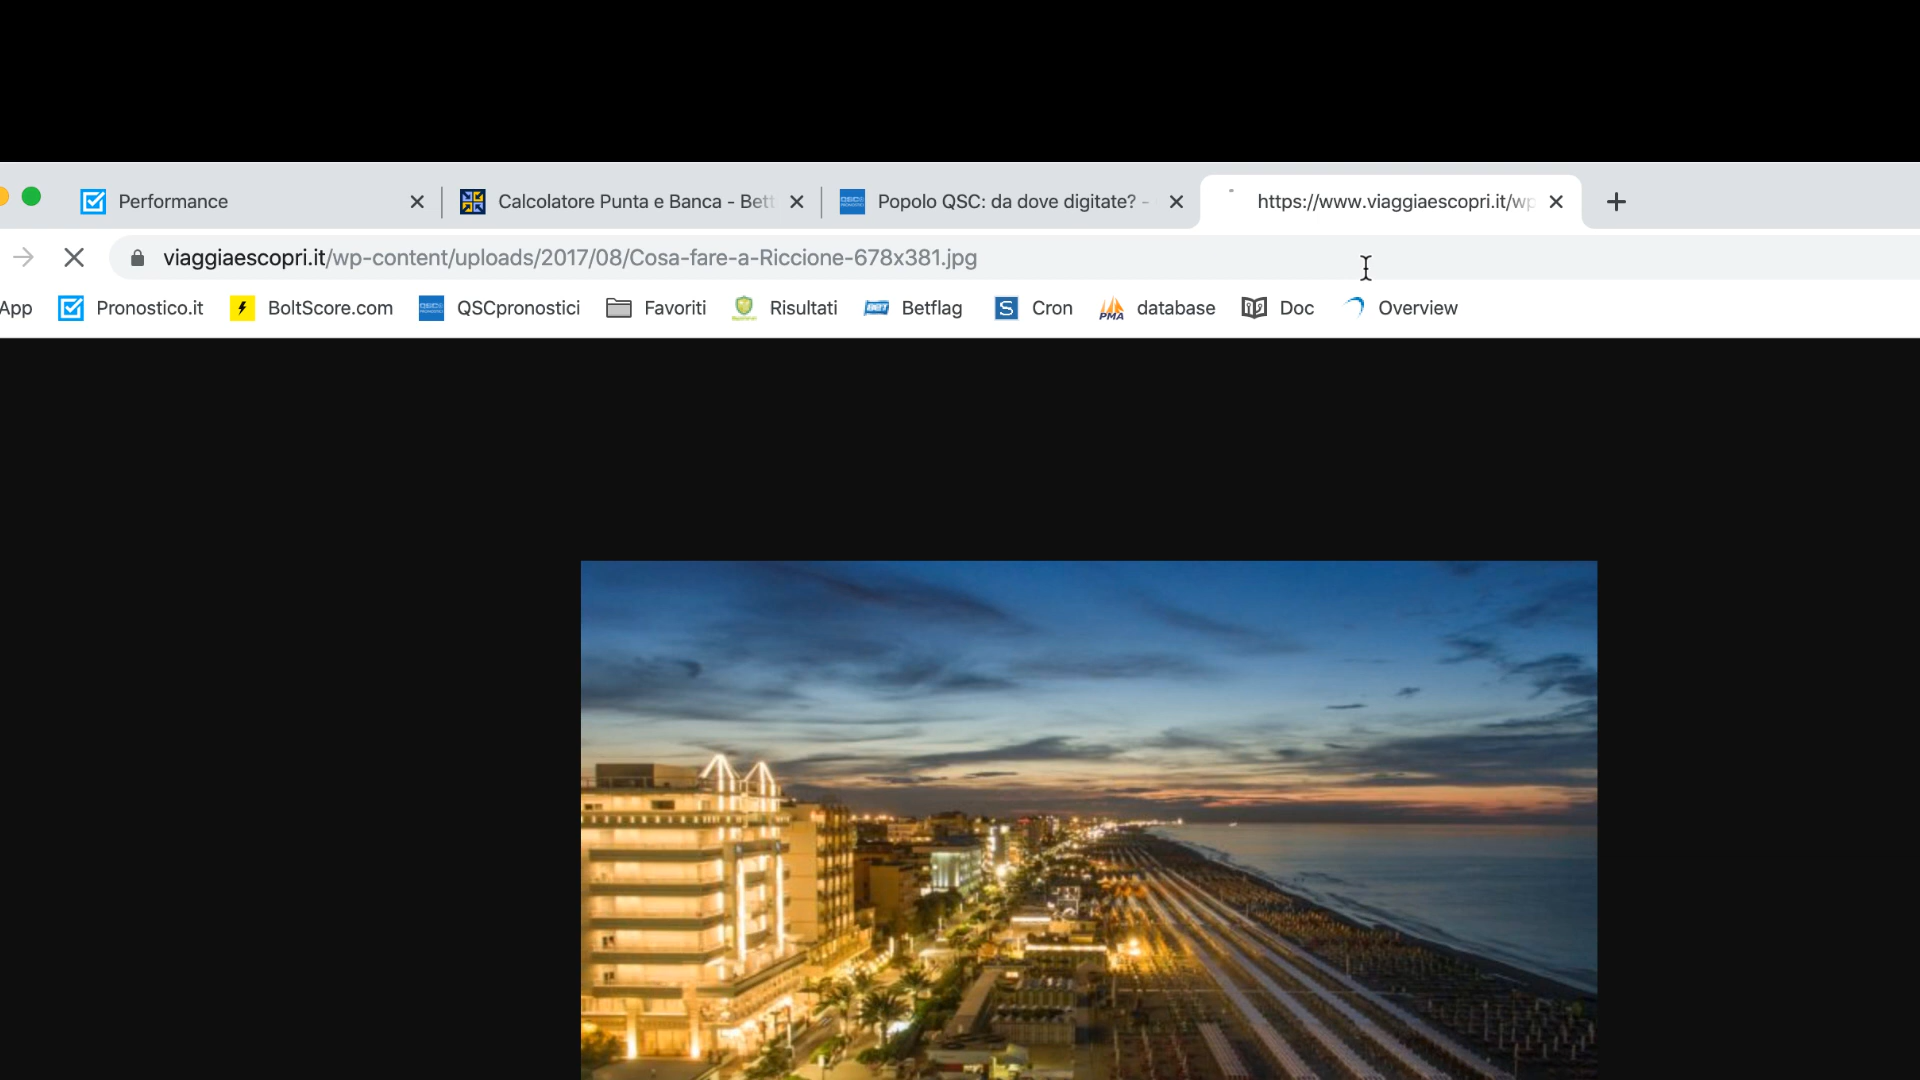 Performance
Calcolatore Punta e Banca - Bett
Popolo QSC: da dove digitate? -
https://www.viaggiaescopri.it/wp
viaggiaescopri.it/wp-content/uploads/2017/08/Cosa-fare-a-Riccione-678x381.jpg
App Pronostico.it BoltScore.com QSCpronostici Favoriti Risultati BET Betflag S Cron PMA database Doc Overview